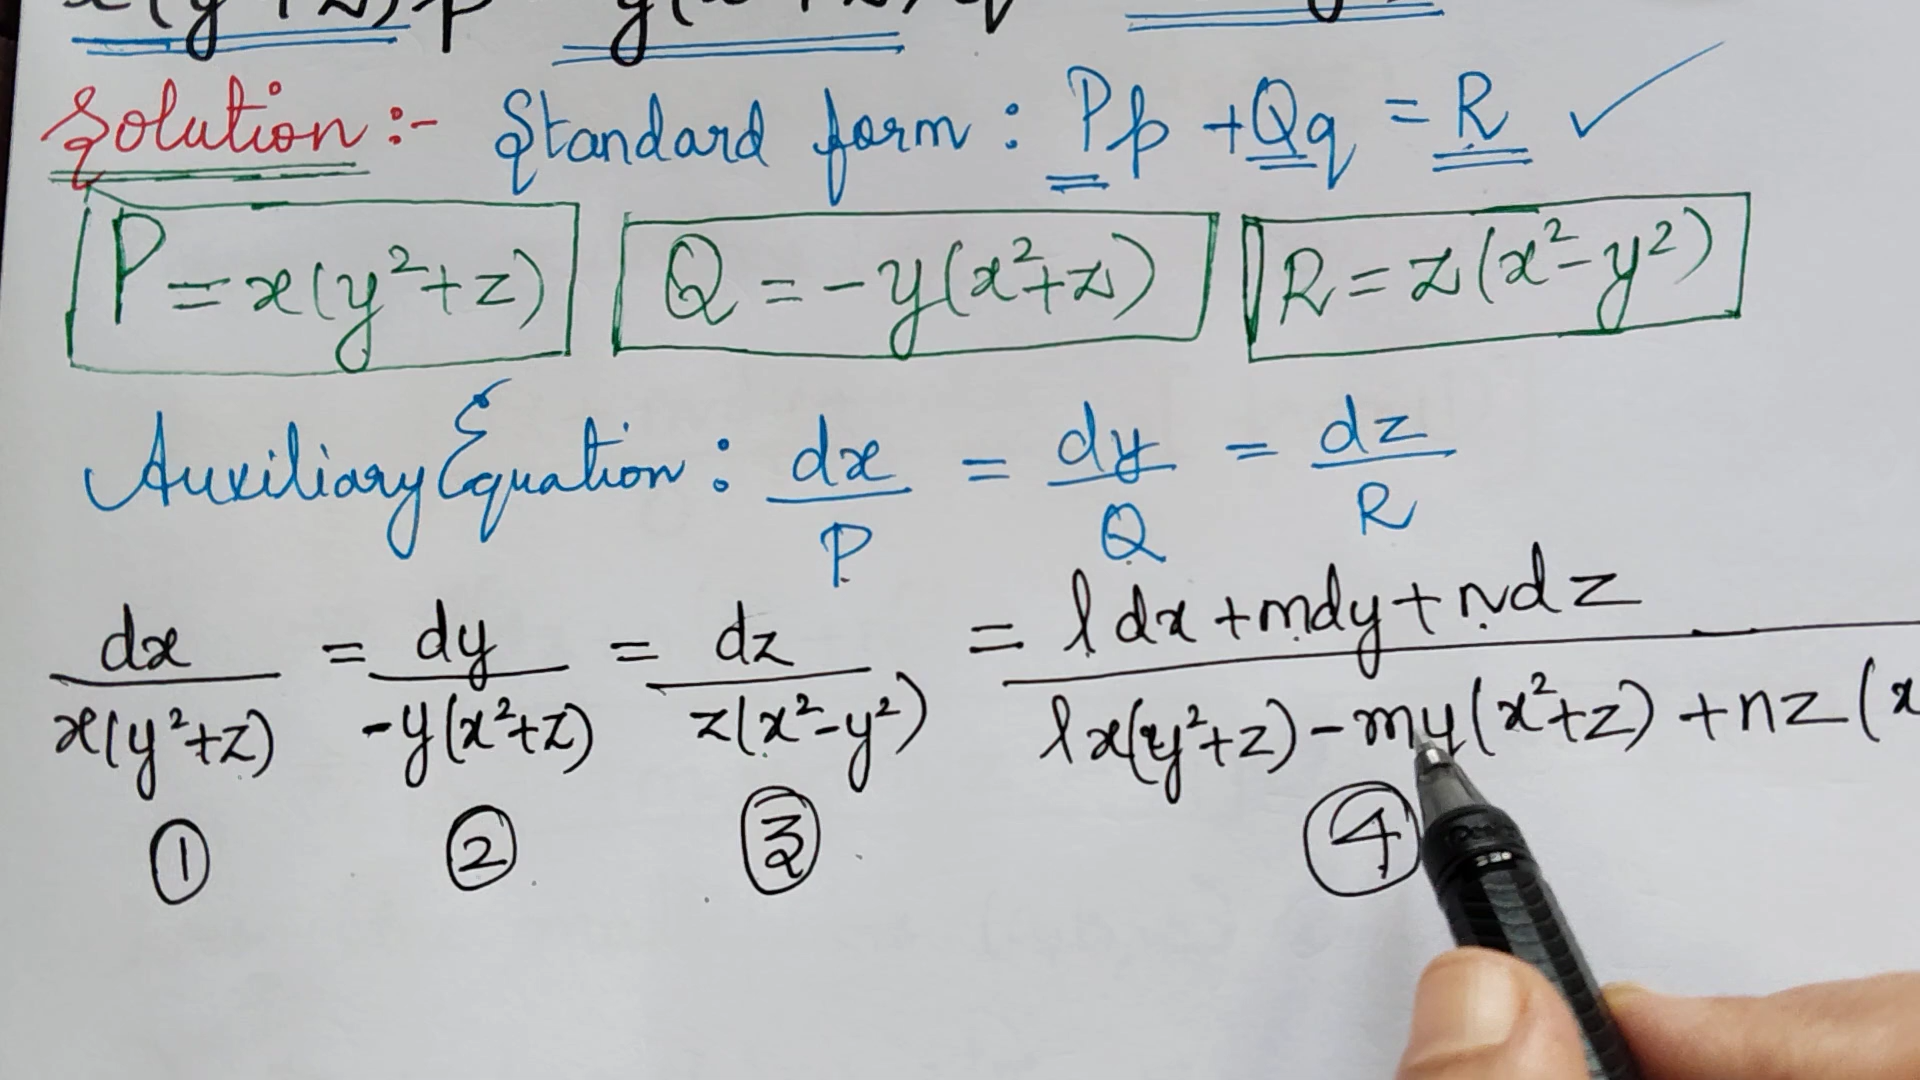 Solution:- Standard form: Pp + Qq = R ✓
P = x(y²+z) Q = -y(x²+z) R = z(x²-y²)
Auxiliary Equation: dx/P = dy/Q = dz/R
dx/x(y²+z) = dy/-y(x²+z) = dz/z(x²-y²) = ldx+mdy+ndz/lx(y²+z)-my(x²+z)+nz(x
① ② ③ ④